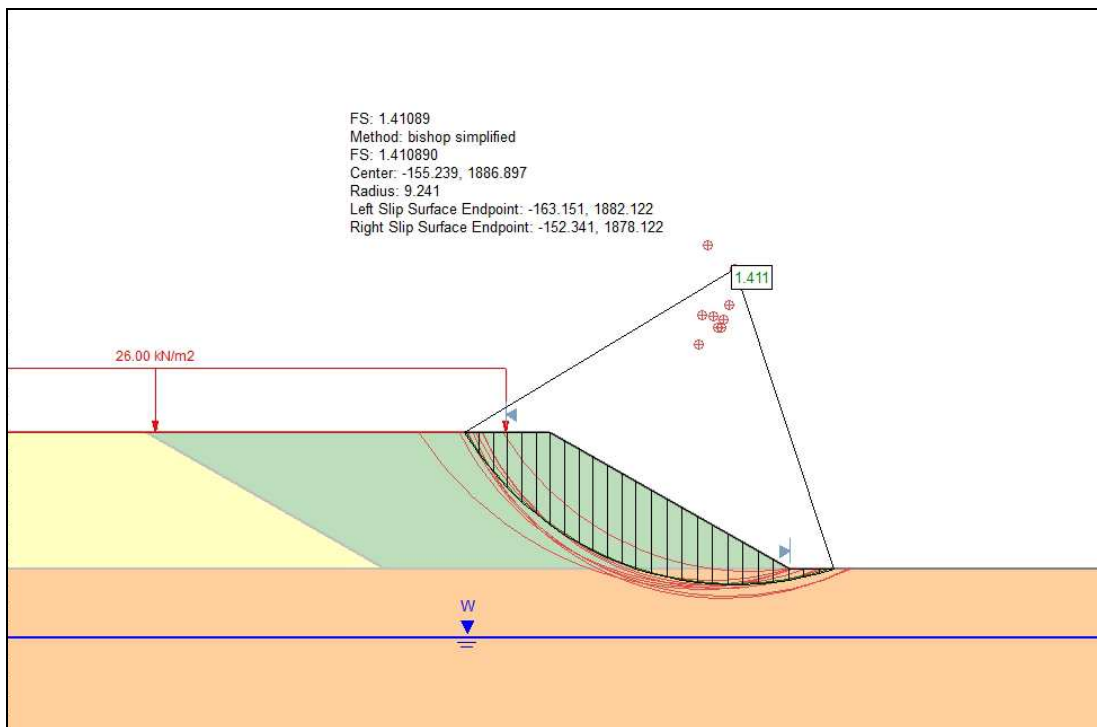 FS: 1.41089
Method: bishop simplified
FS: 1.410890
Center: -155.239, 1886.897
Radius: 9.241
Left Slip Surface Endpoint: -163.151, 1882.122
Right Slip Surface Endpoint: -152.341, 1878.122
1.411
26.00 kN/m2
W